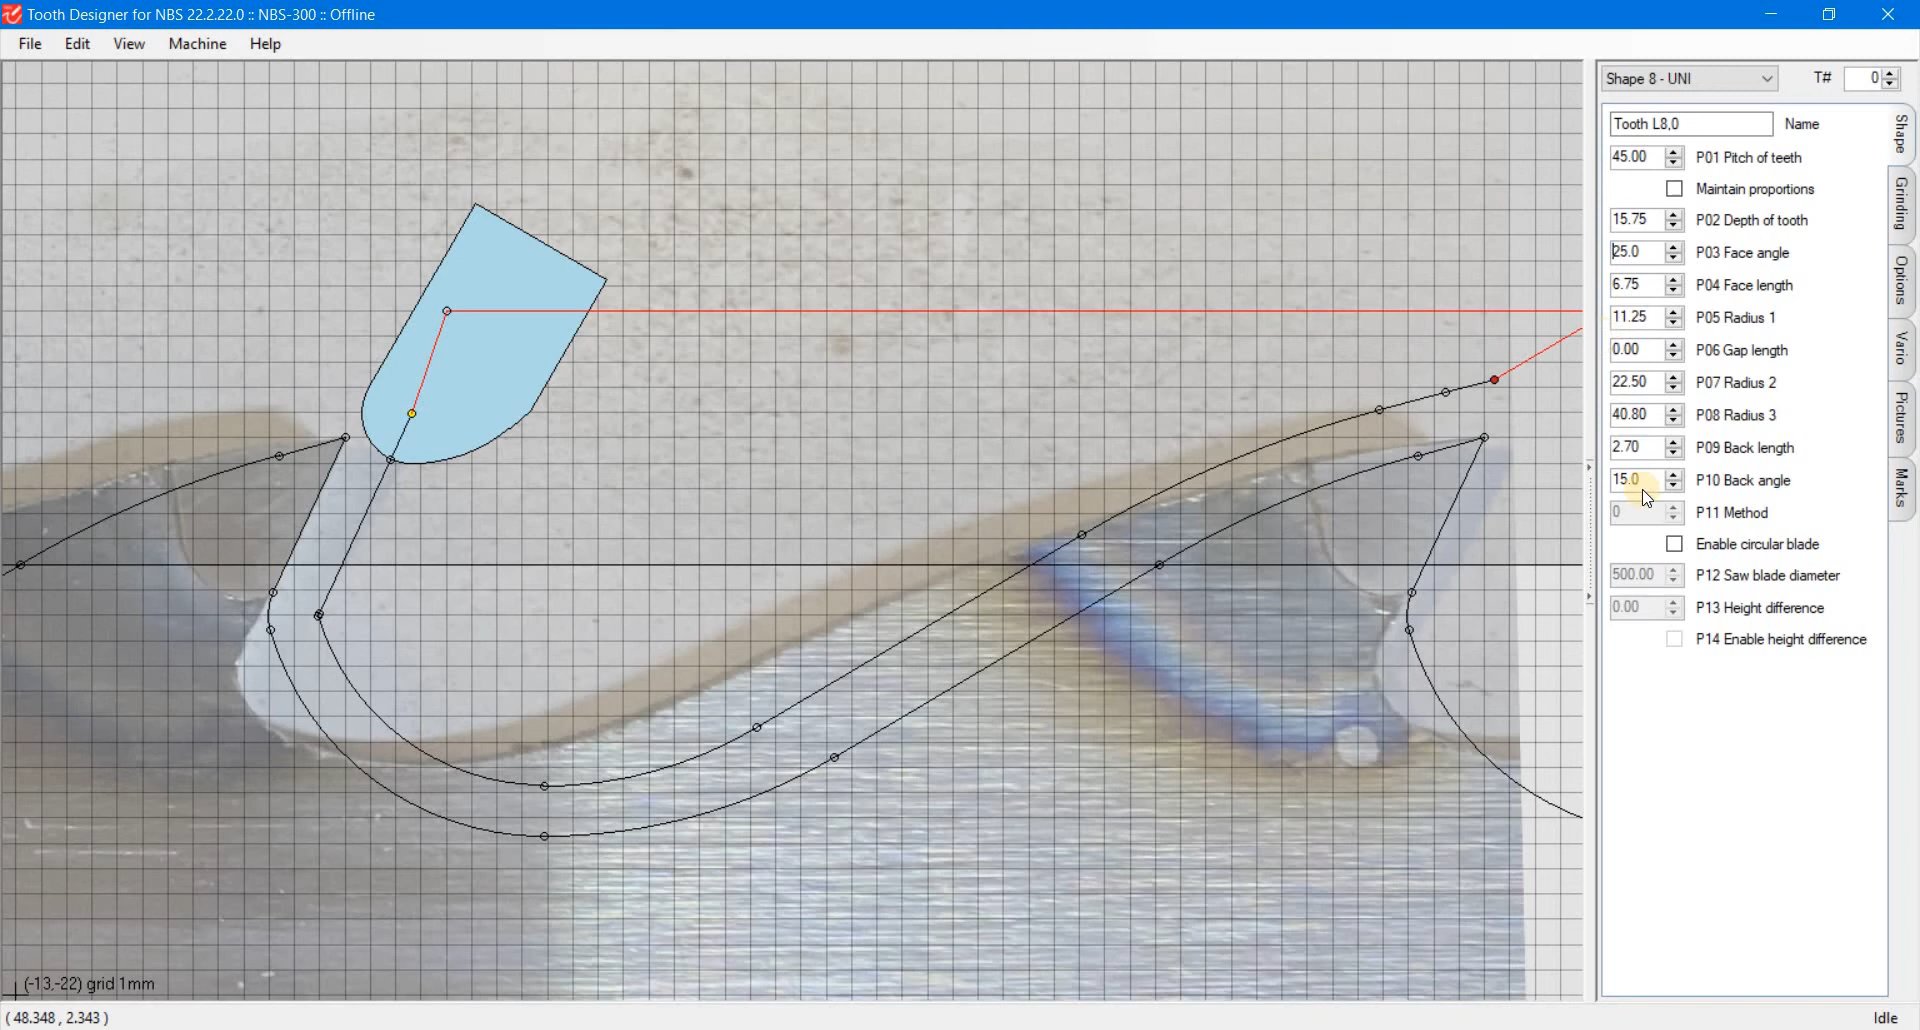 Tooth Designer for NBS 22.2.22.0 :: NBS-300 :: Offline
File Edit View Machine Help
Shape 8 - UNI T# 0
Tooth L8,0 Name
45.00 P01 Pitch of teeth
Maintain proportions
15.75 P02 Depth of tooth
25.0 P03 Face angle
6.75 P04 Face length
11.25 P05 Radius 1
0.00 P06 Gap length
22.50 P07 Radius 2
40.80 P08 Radius 3
2.70 P09 Back length
15.0 P10 Back angle
0 P11 Method
Enable circular blade
500.00 P12 Saw blade diameter
0.00 P13 Height difference
P14 Enable height difference
Shape
Grinding
Options
Vario
Pictures
Marks
(-13,-22) grid 1mm
( 48.348 , 2.343 ) Idle